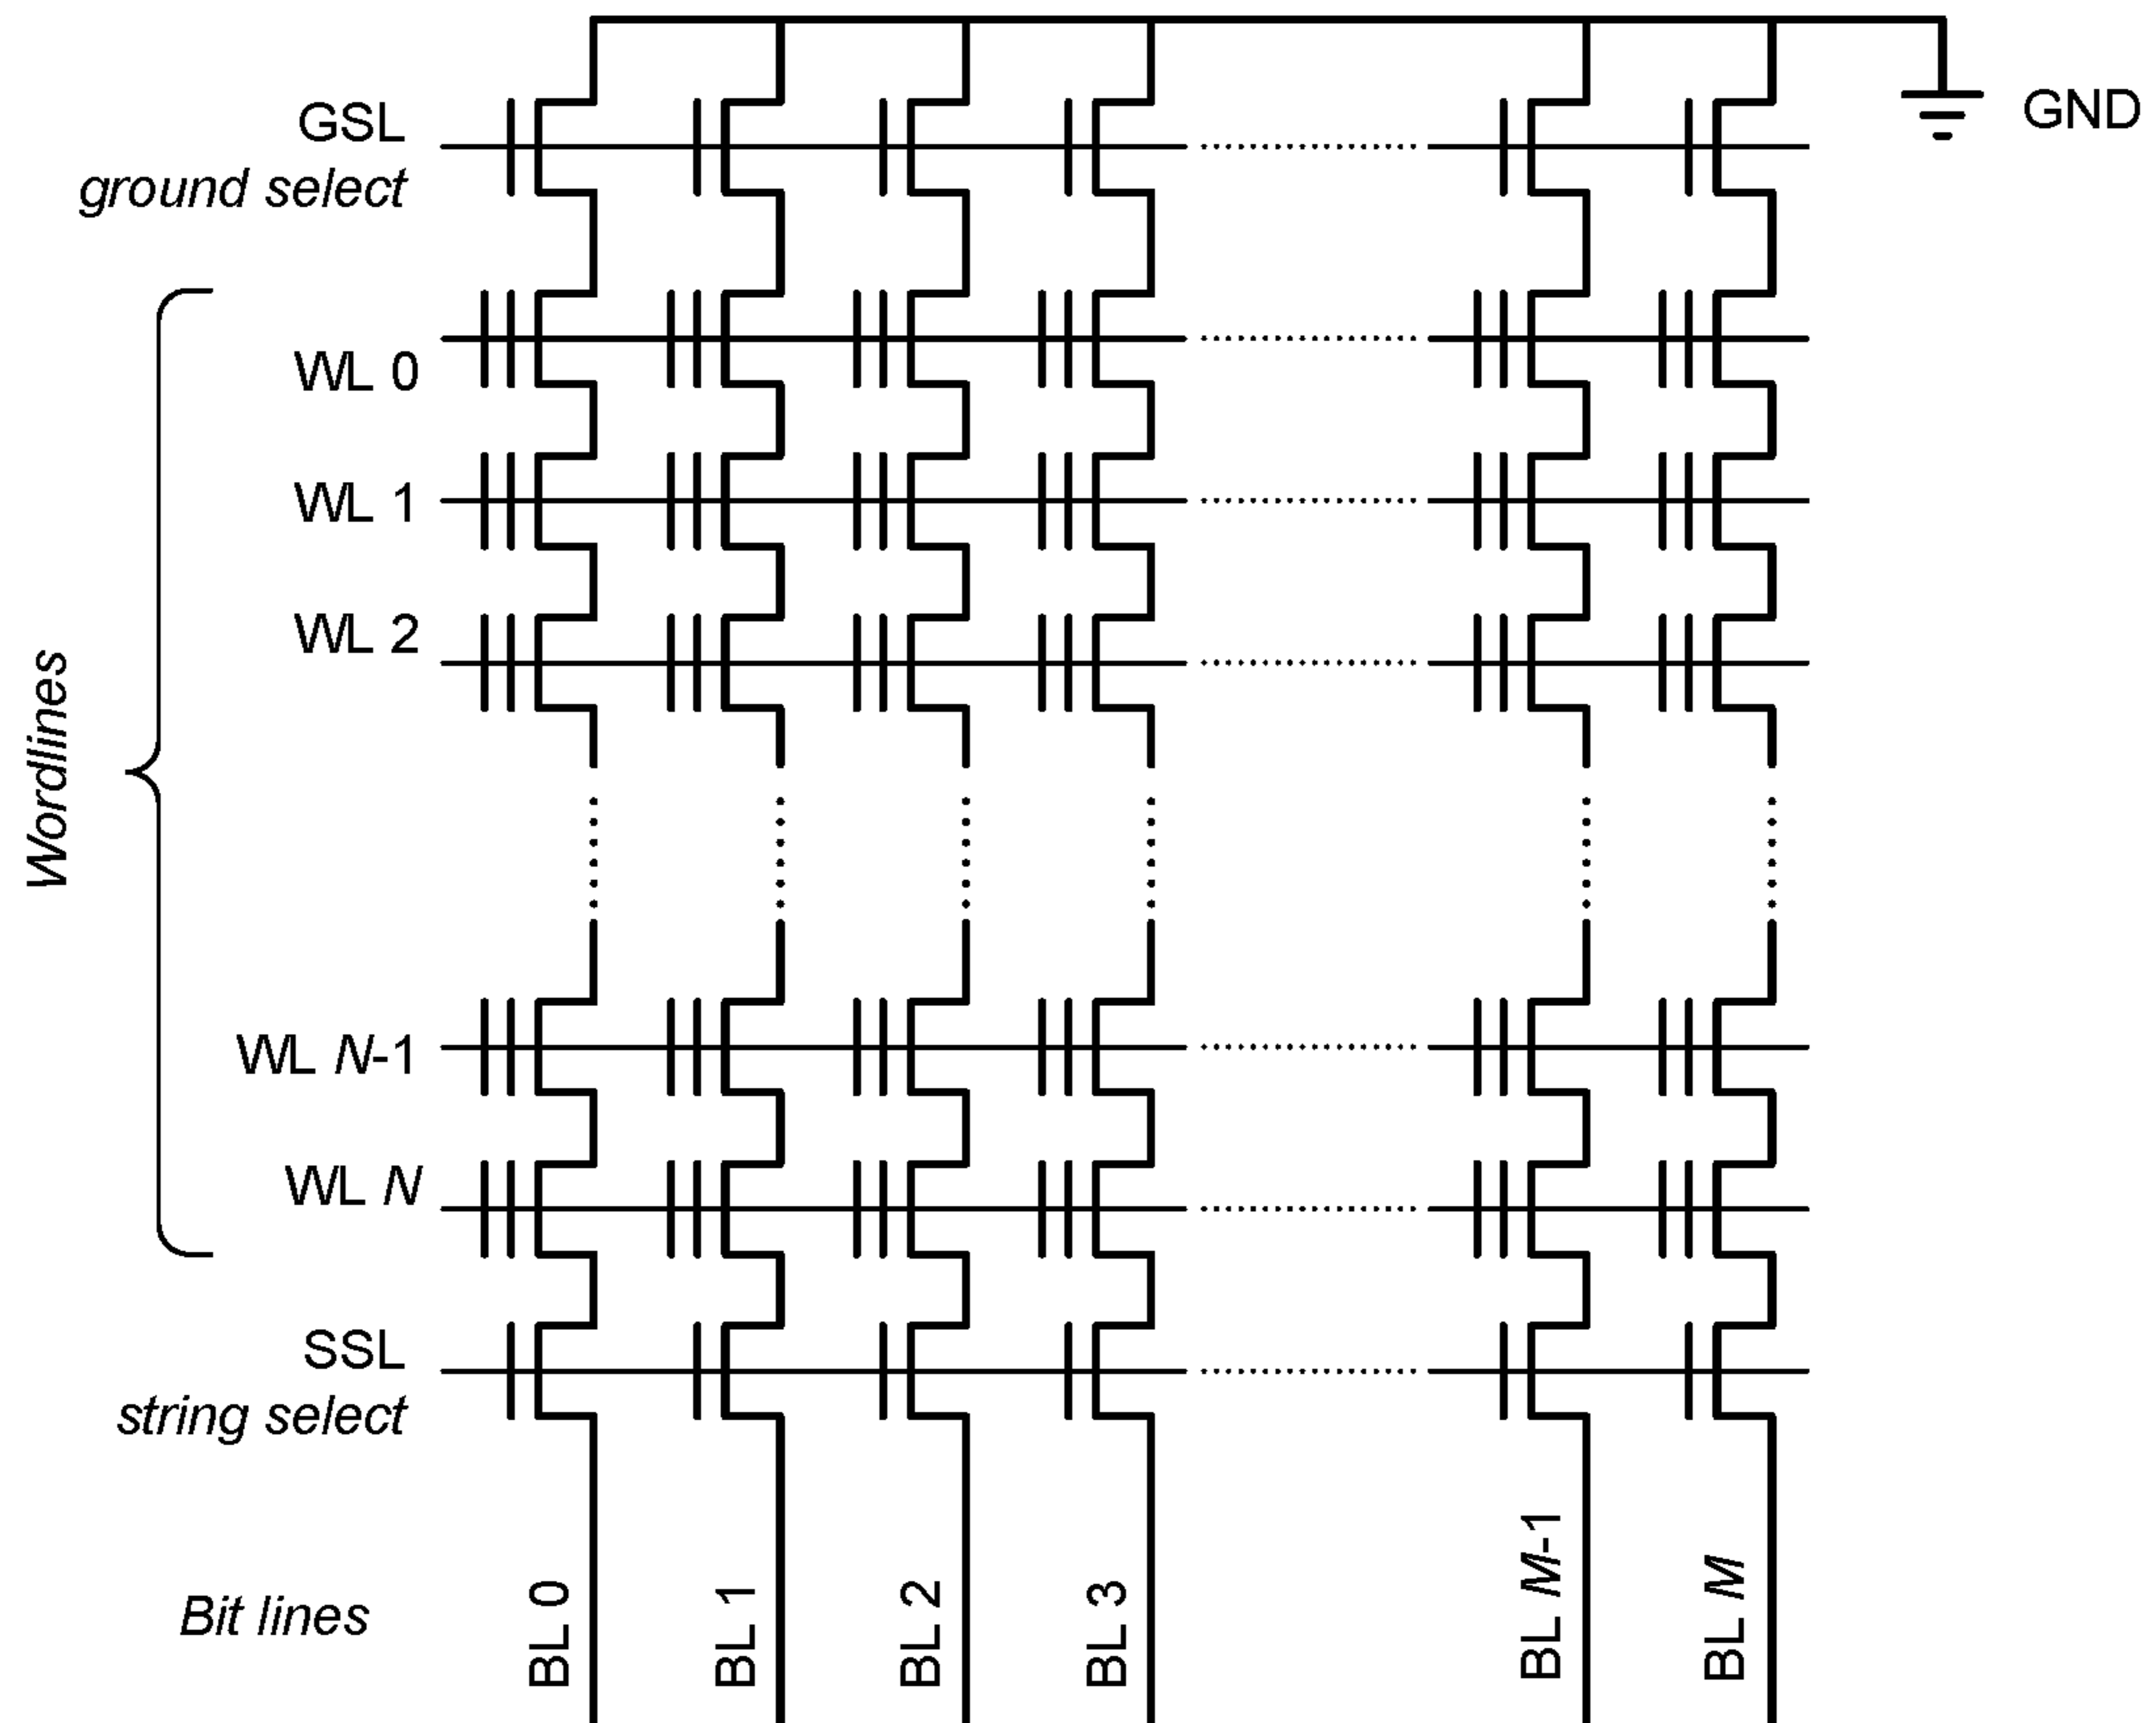 GSL
ground select
GND
Wordlines
WL 0
WL 1
WL 2
WL N-1
WL N
SSL
string select
Bit lines
BL 0
BL 1
BL 2
BL 3
BL M-1
BL M